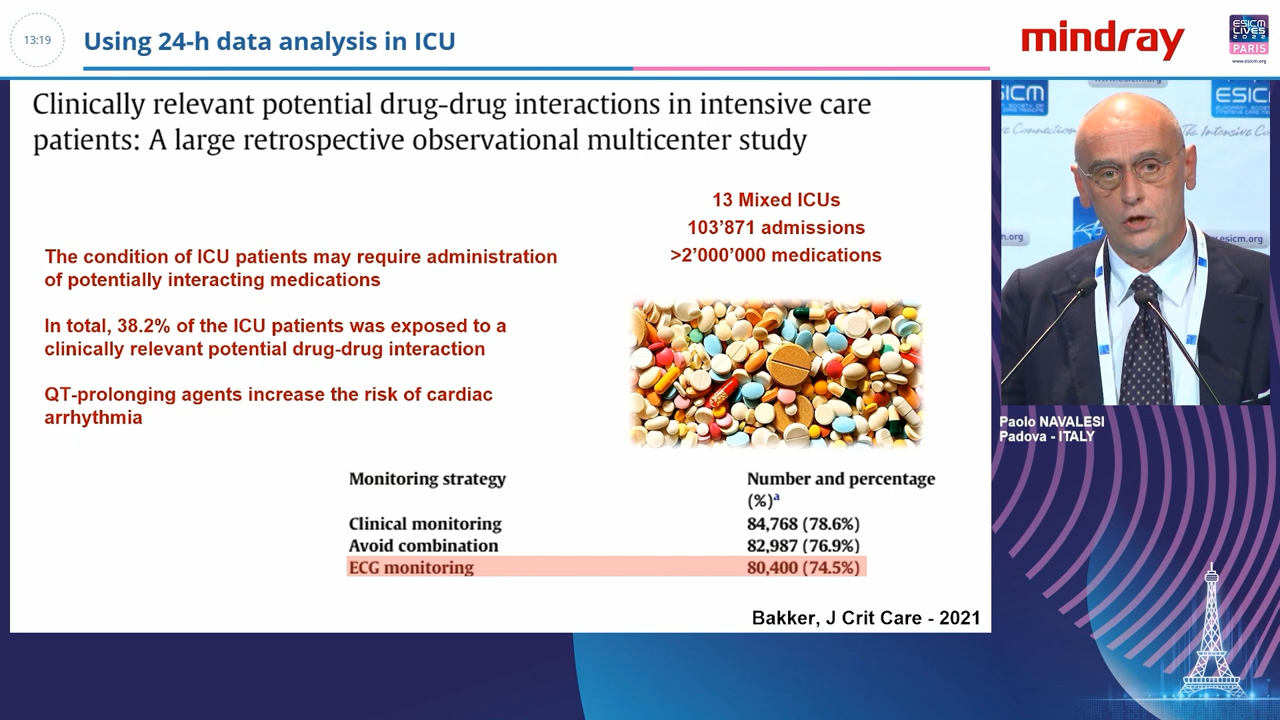 13:19
Using 24-h data analysis in ICU
mindray
ESICM
LIVES
2022
PARIS
www.esicm.org
Clinically relevant potential drug–drug interactions in intensive care
patients: A large retrospective observational multicenter study
13 Mixed ICUs
103’871 admissions
>2’000’000 medications
The condition of ICU patients may require administration
of potentially interacting medications
In total, 38.2% of the ICU patients was exposed to a
clinically relevant potential drug-drug interaction
QT-prolonging agents increase the risk of cardiac
arrhythmia
Monitoring strategy Number and percentage
(%)a
Clinical monitoring 84,768 (78.6%)
Avoid combination 82,987 (76.9%)
ECG monitoring 80,400 (74.5%)
Bakker, J Crit Care - 2021
The Intensive
Paolo NAVALESI
Padova - ITALY